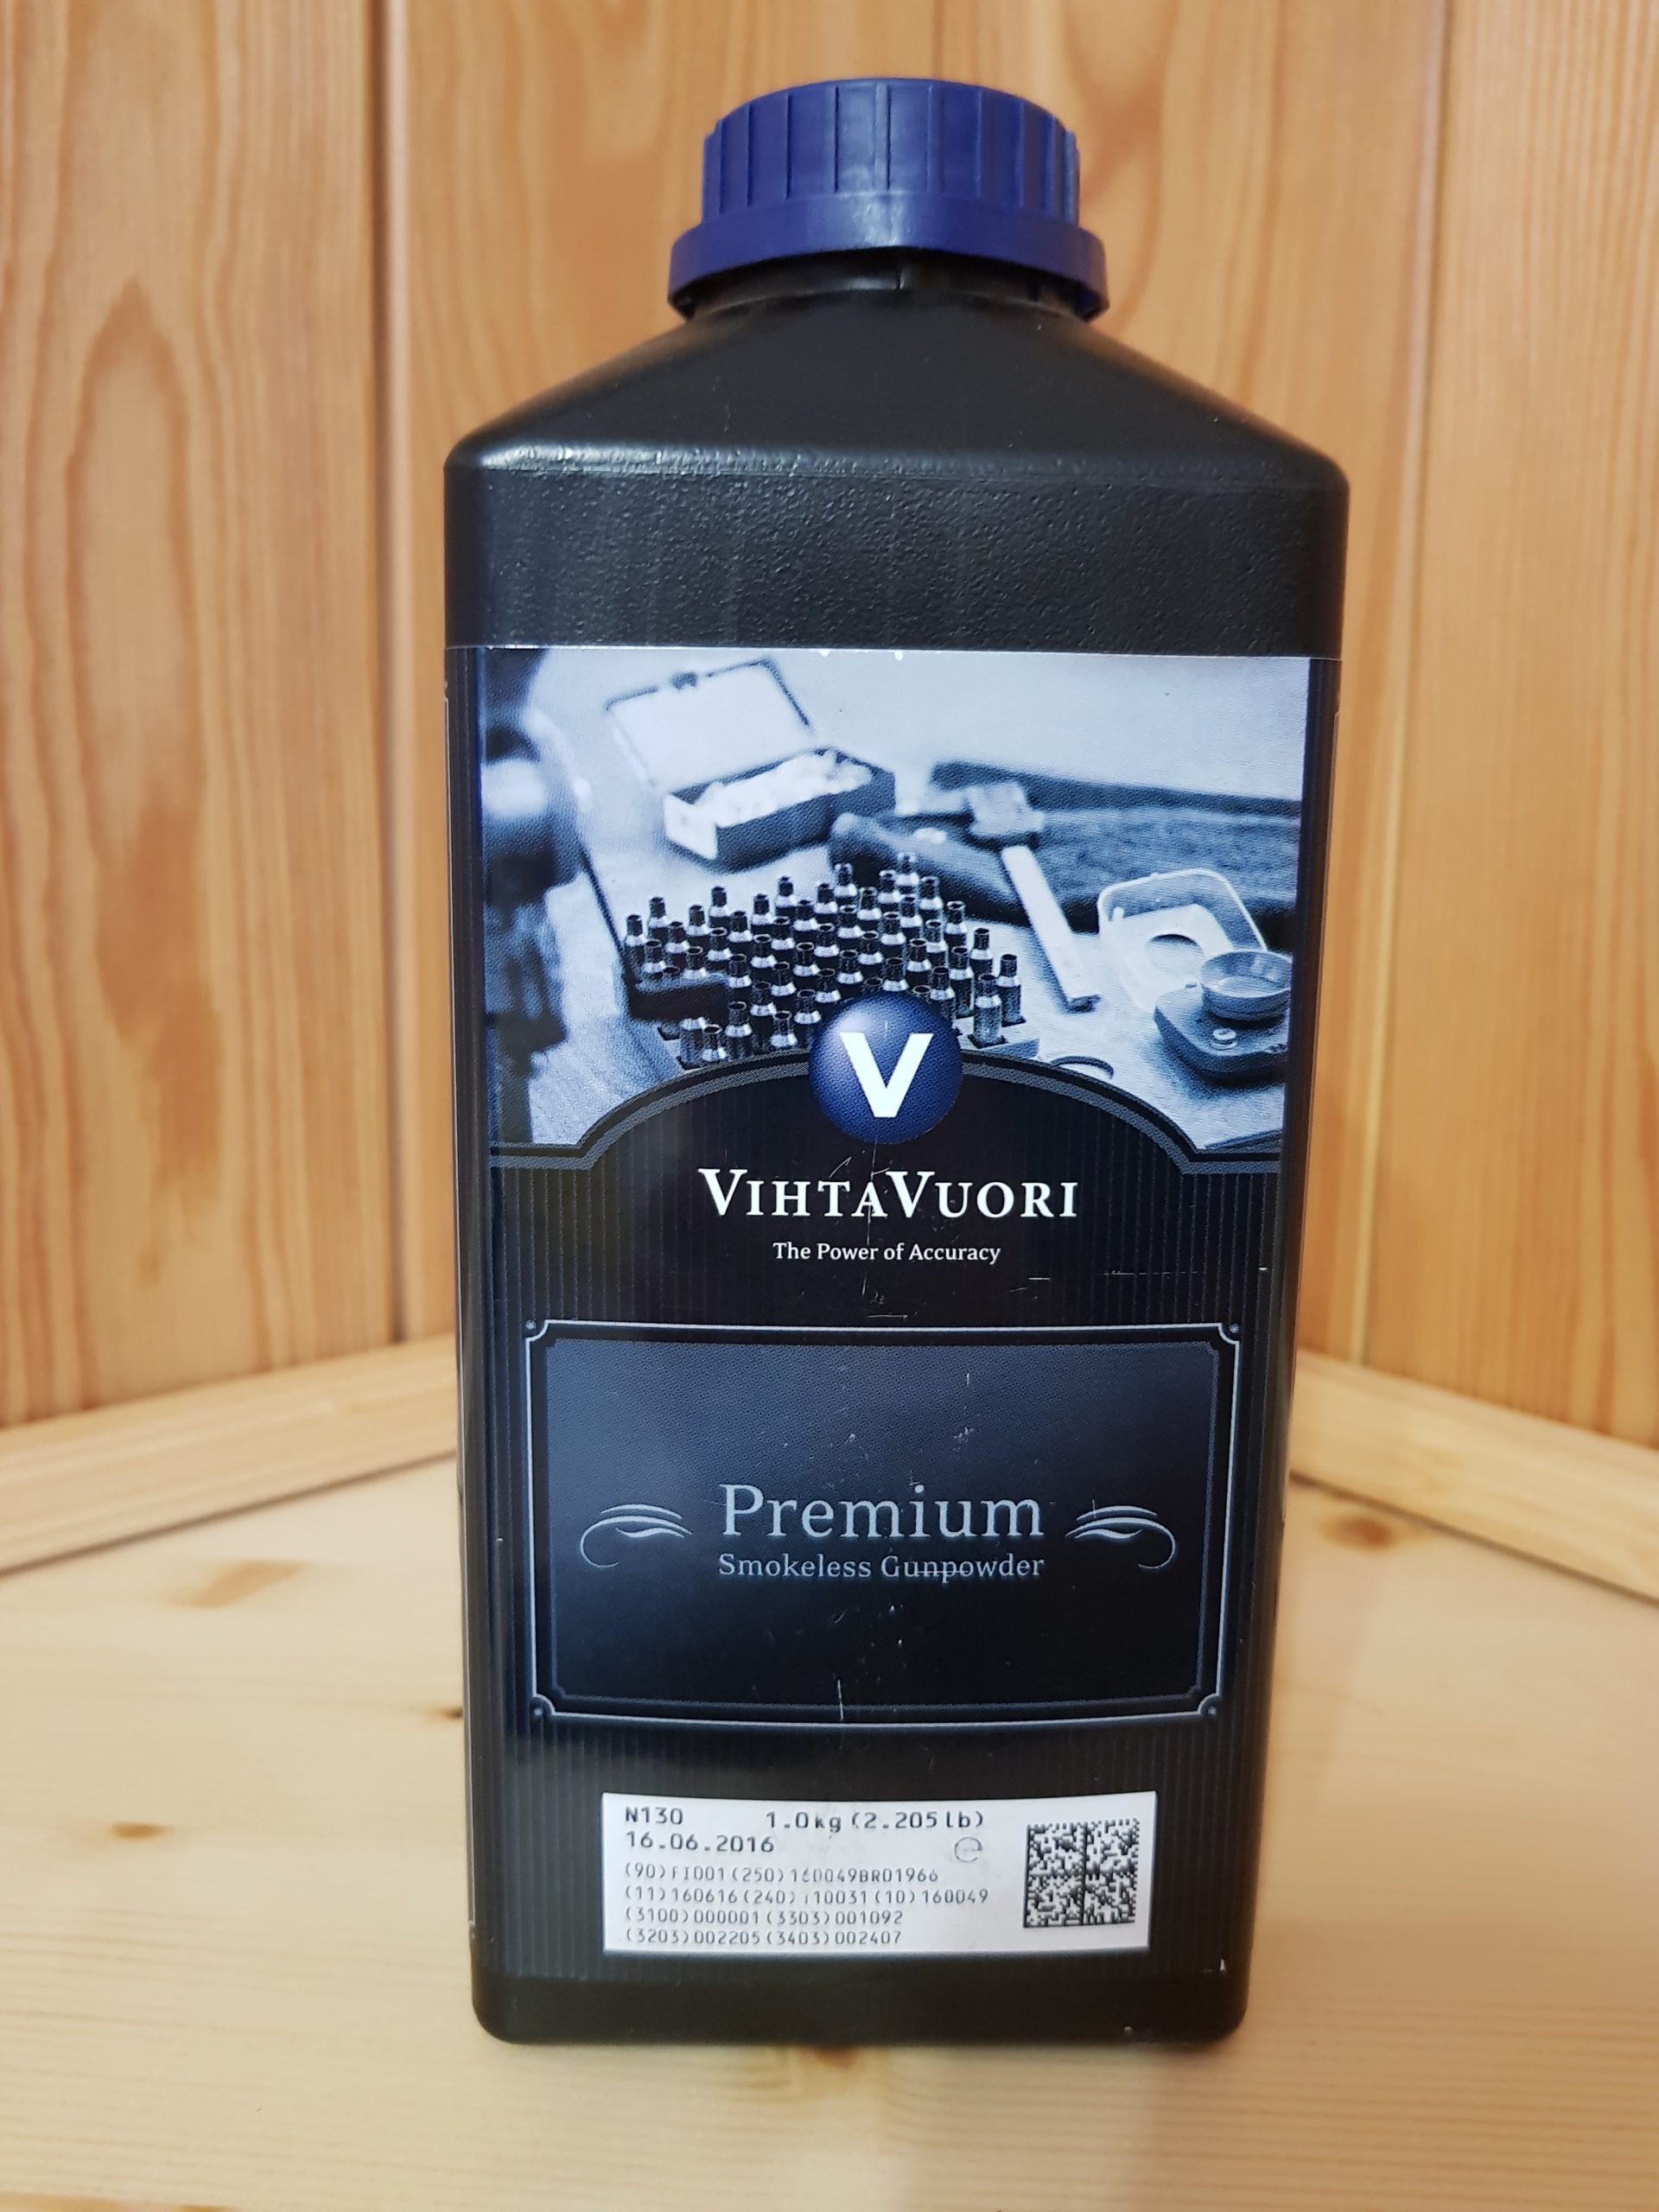 V
VIHTAVUORI
The Power of Accuracy
Premium
Smokeless Gunpowder
N130 1.0kg (2.205lb)
16.06.2016 ℮
(90)FI001(250)160049BR01966
(11)160616(240)110031(10)160049
(3100)000001(3303)001092
(3203)002205(3403)002407